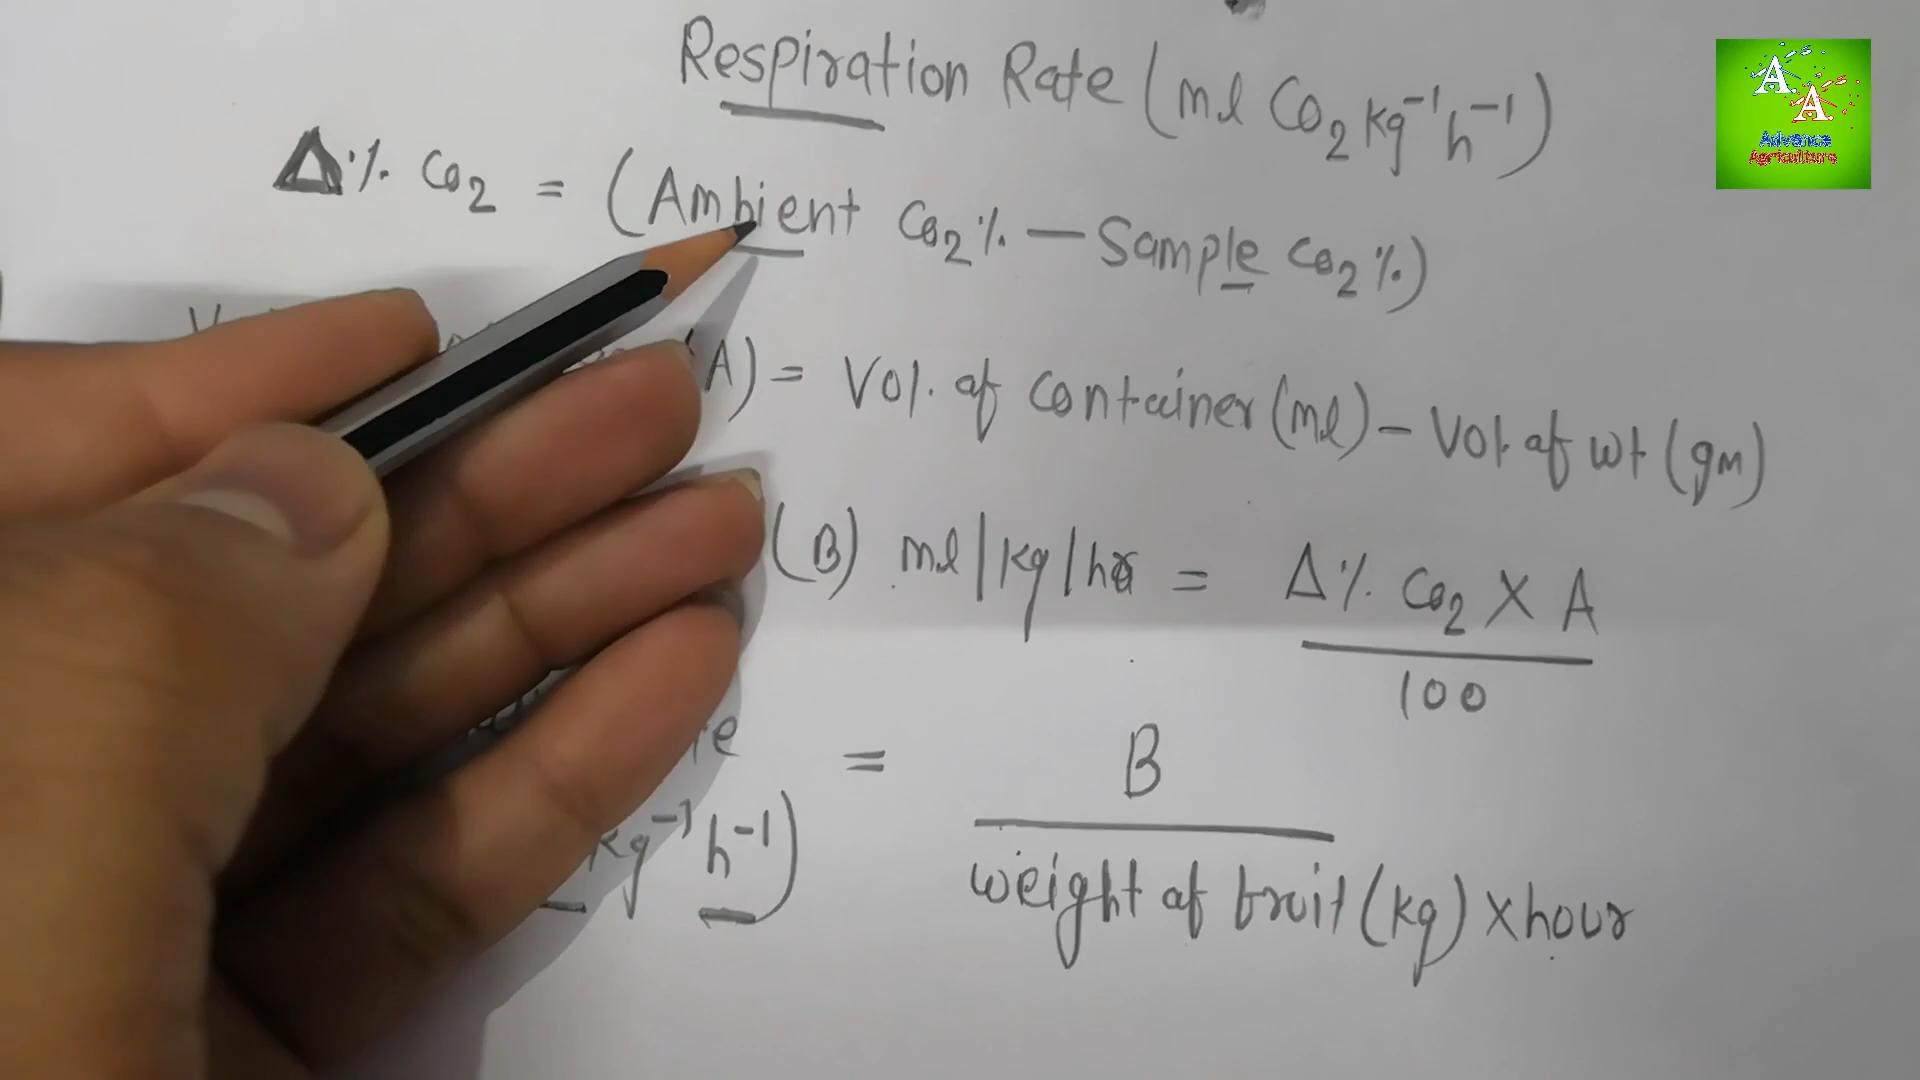 Respiration Rate (ml CO2 kg-1 h-1)
Δ% CO2 = (Ambient CO2% - Sample CO2%)
A) = Vol. of Container (ml) - Vol. of wt (gm)
(B) ml/kg/hr = Δ% CO2 X A
100
= B
kg-1 h-1)
weight of fruit (kg) X hour
A
A
Advance
Agriculture